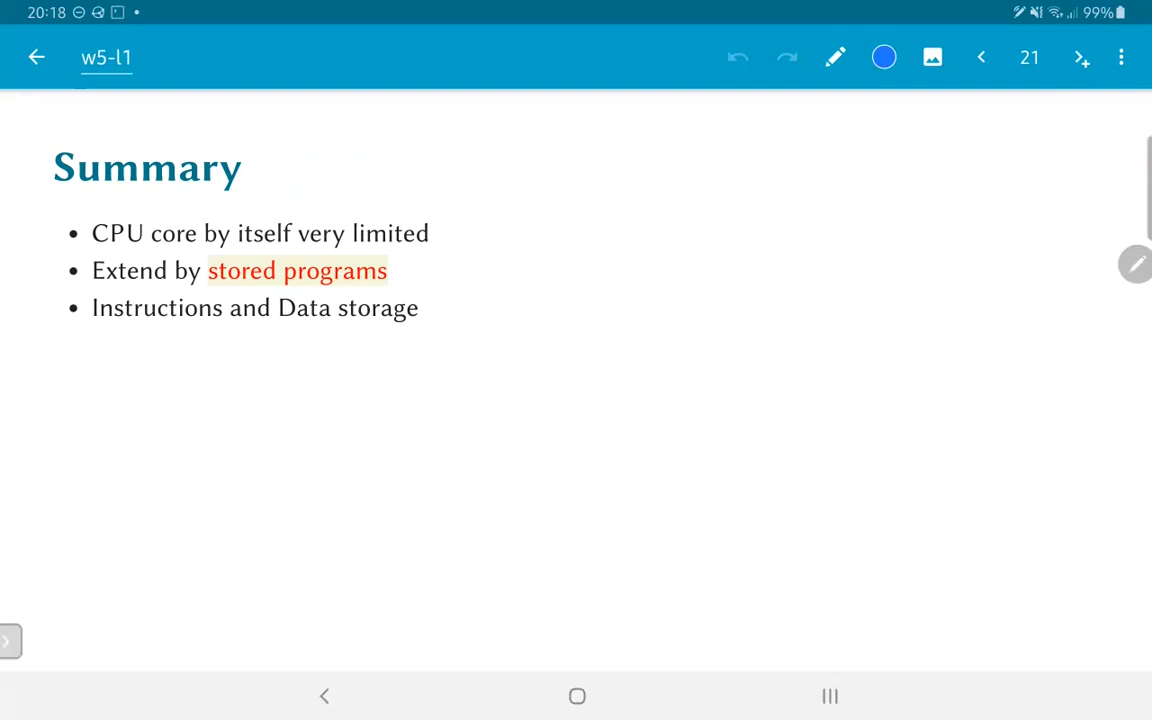 20:18 99%
w5-l1 21
Summary
• CPU core by itself very limited
• Extend by stored programs
• Instructions and Data storage